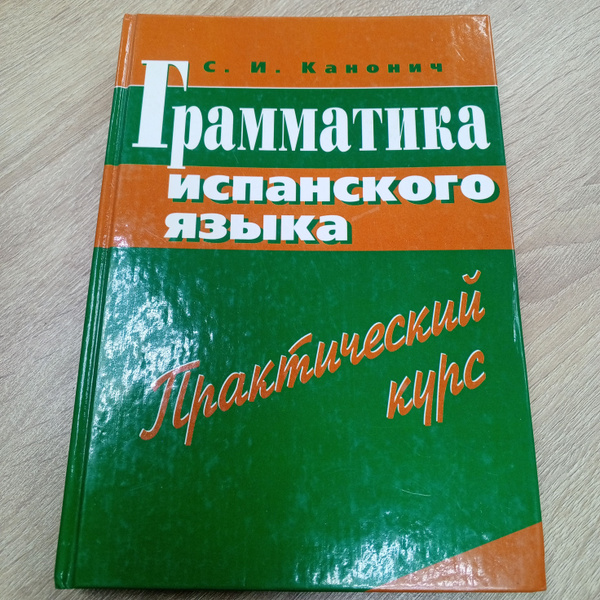 С. И. Канонич
Грамматика
испанского
языка
Практический
курс